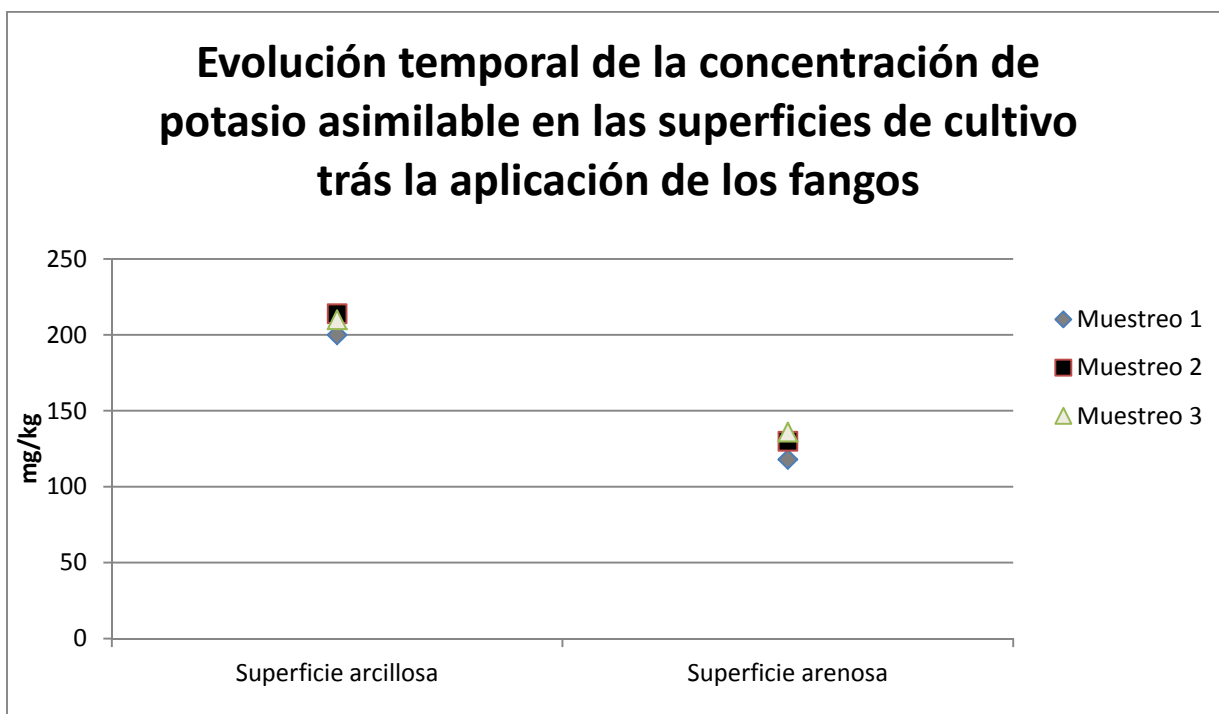 Evolución temporal de la concentración de
potasio asimilable en las superficies de cultivo
trás la aplicación de los fangos
250
200
150
100
50
0
mg/kg
Superficie arcillosa
Superficie arenosa
Muestreo 1
Muestreo 2
Muestreo 3